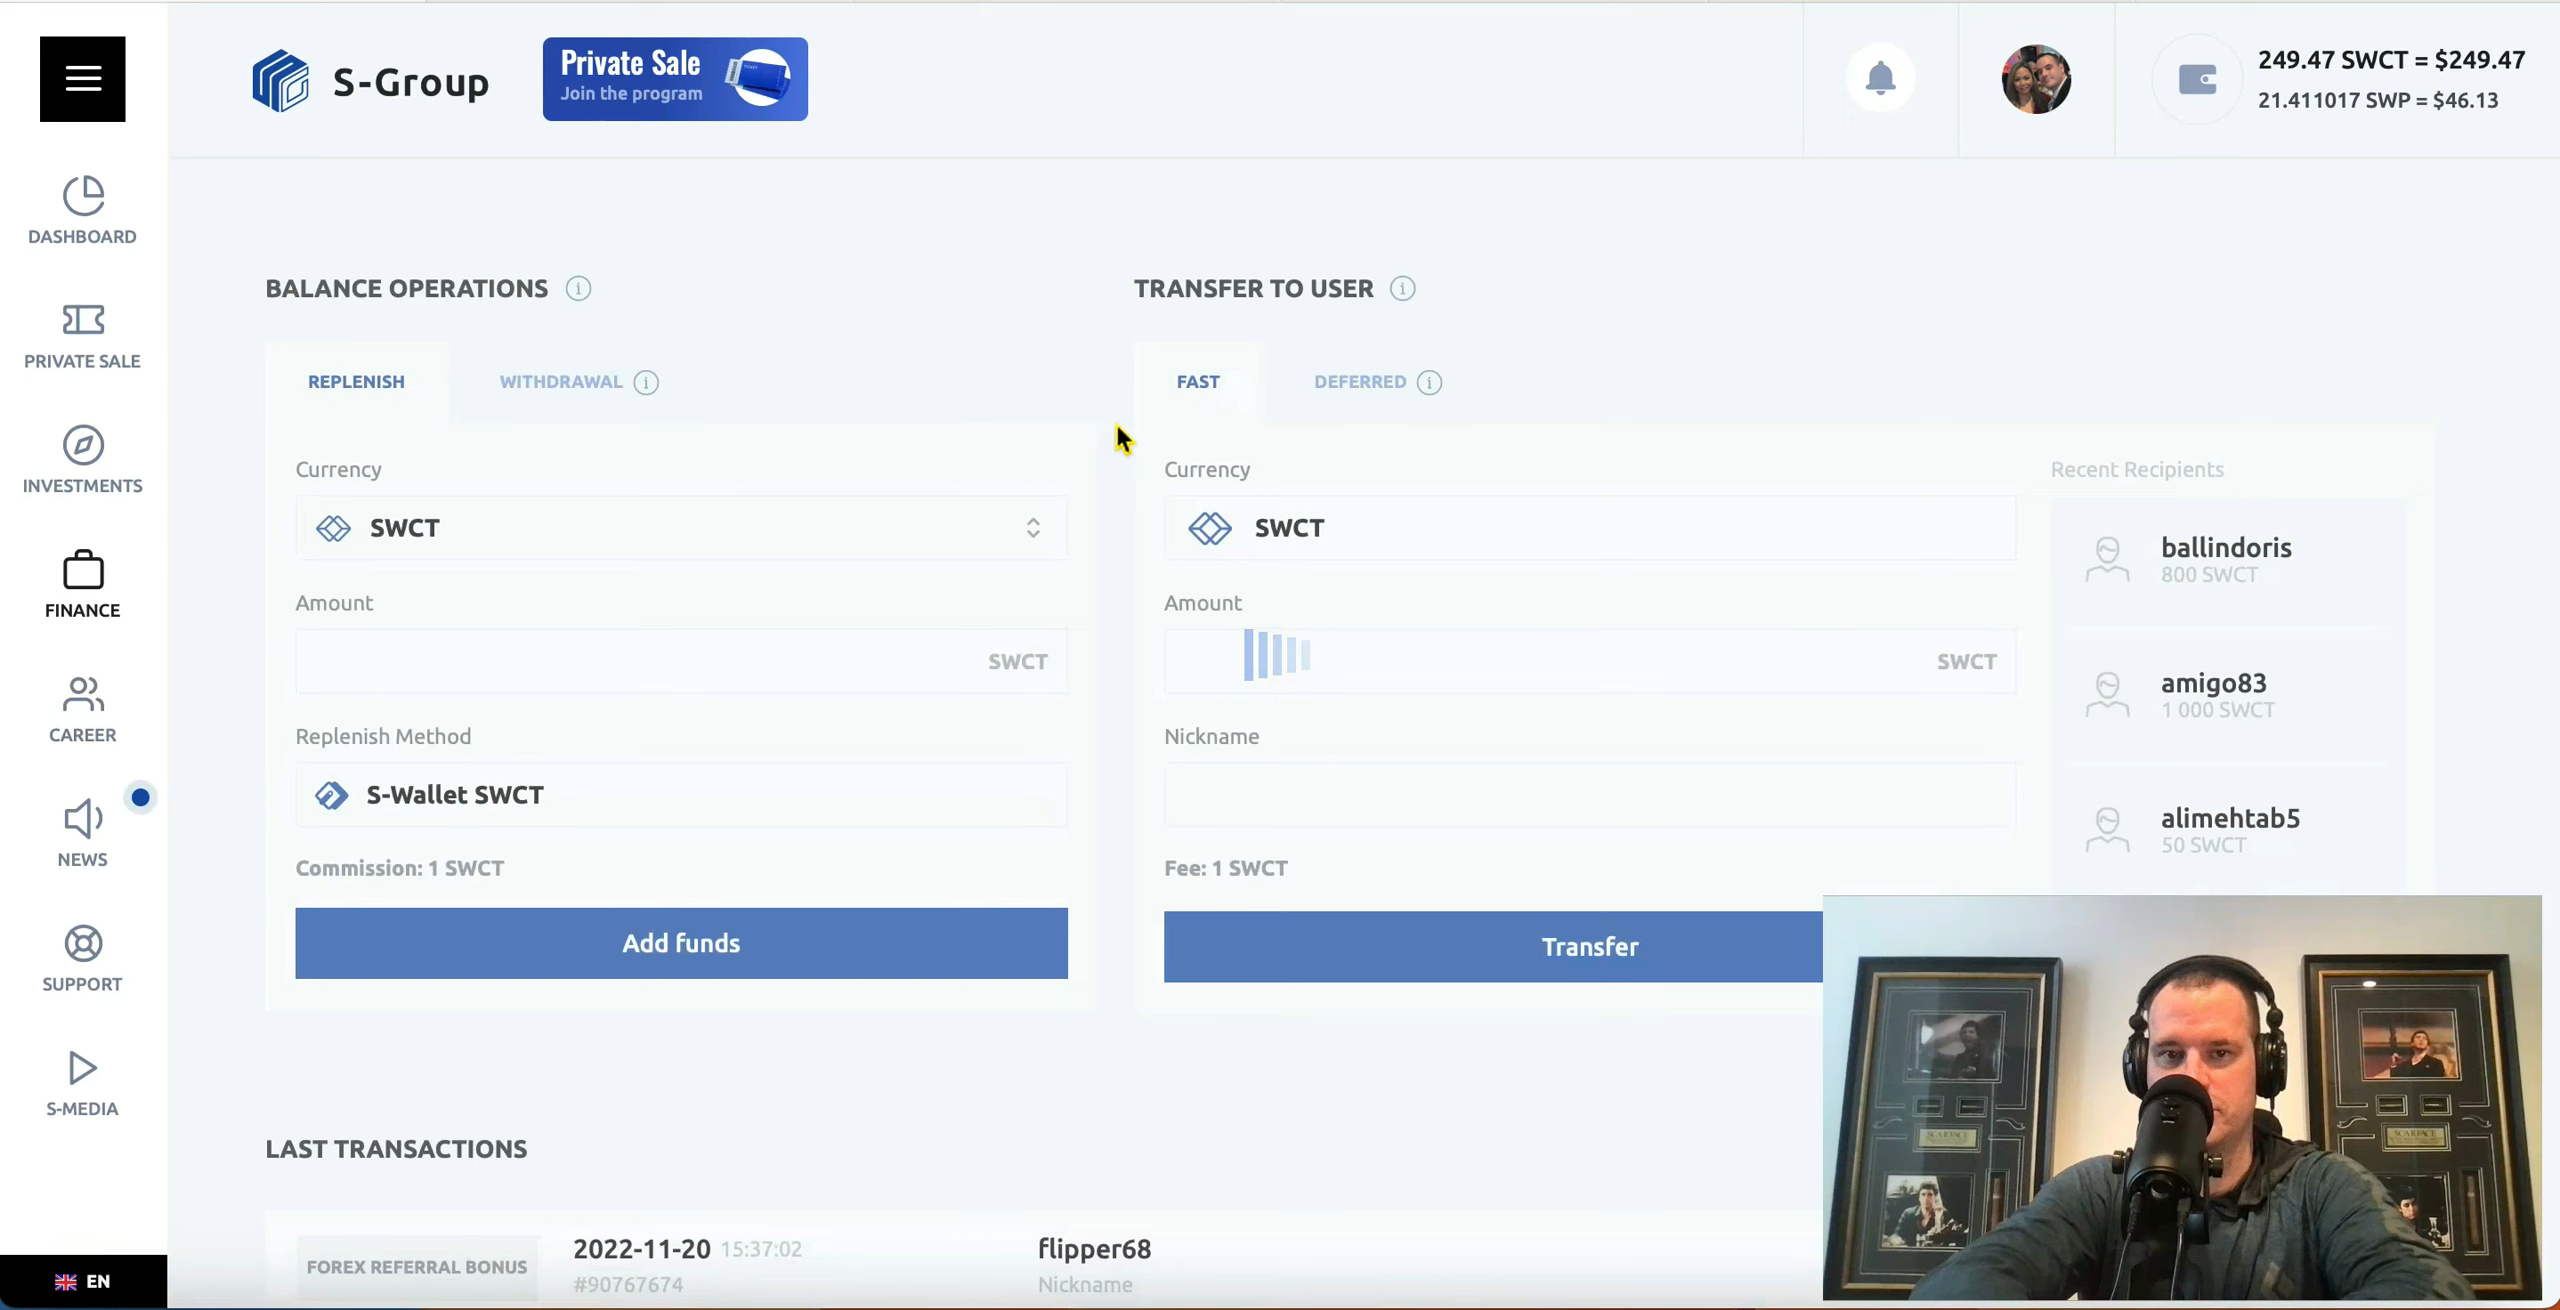 S-Group
Private Sale
Join the program
249.47 SWCT = $249.47
21.411017 SWP = $46.13
DASHBOARD
PRIVATE SALE
INVESTMENTS
FINANCE
CAREER
NEWS
SUPPORT
S-MEDIA
EN
BALANCE OPERATIONS
REPLENISH
WITHDRAWAL
Currency
SWCT
Amount
SWCT
Replenish Method
S-Wallet SWCT
Commission: 1 SWCT
Add funds
TRANSFER TO USER
FAST
DEFERRED
Currency
SWCT
Amount
SWCT
Nickname
Fee: 1 SWCT
Transfer
Recent Recipients
ballindoris
800 SWCT
amigo83
1 000 SWCT
alimehtab5
50 SWCT
LAST TRANSACTIONS
FOREX REFERRAL BONUS
2022-11-20 15:37:02
#90767674
flipper68
Nickname
SCARFACE
SCARFACE